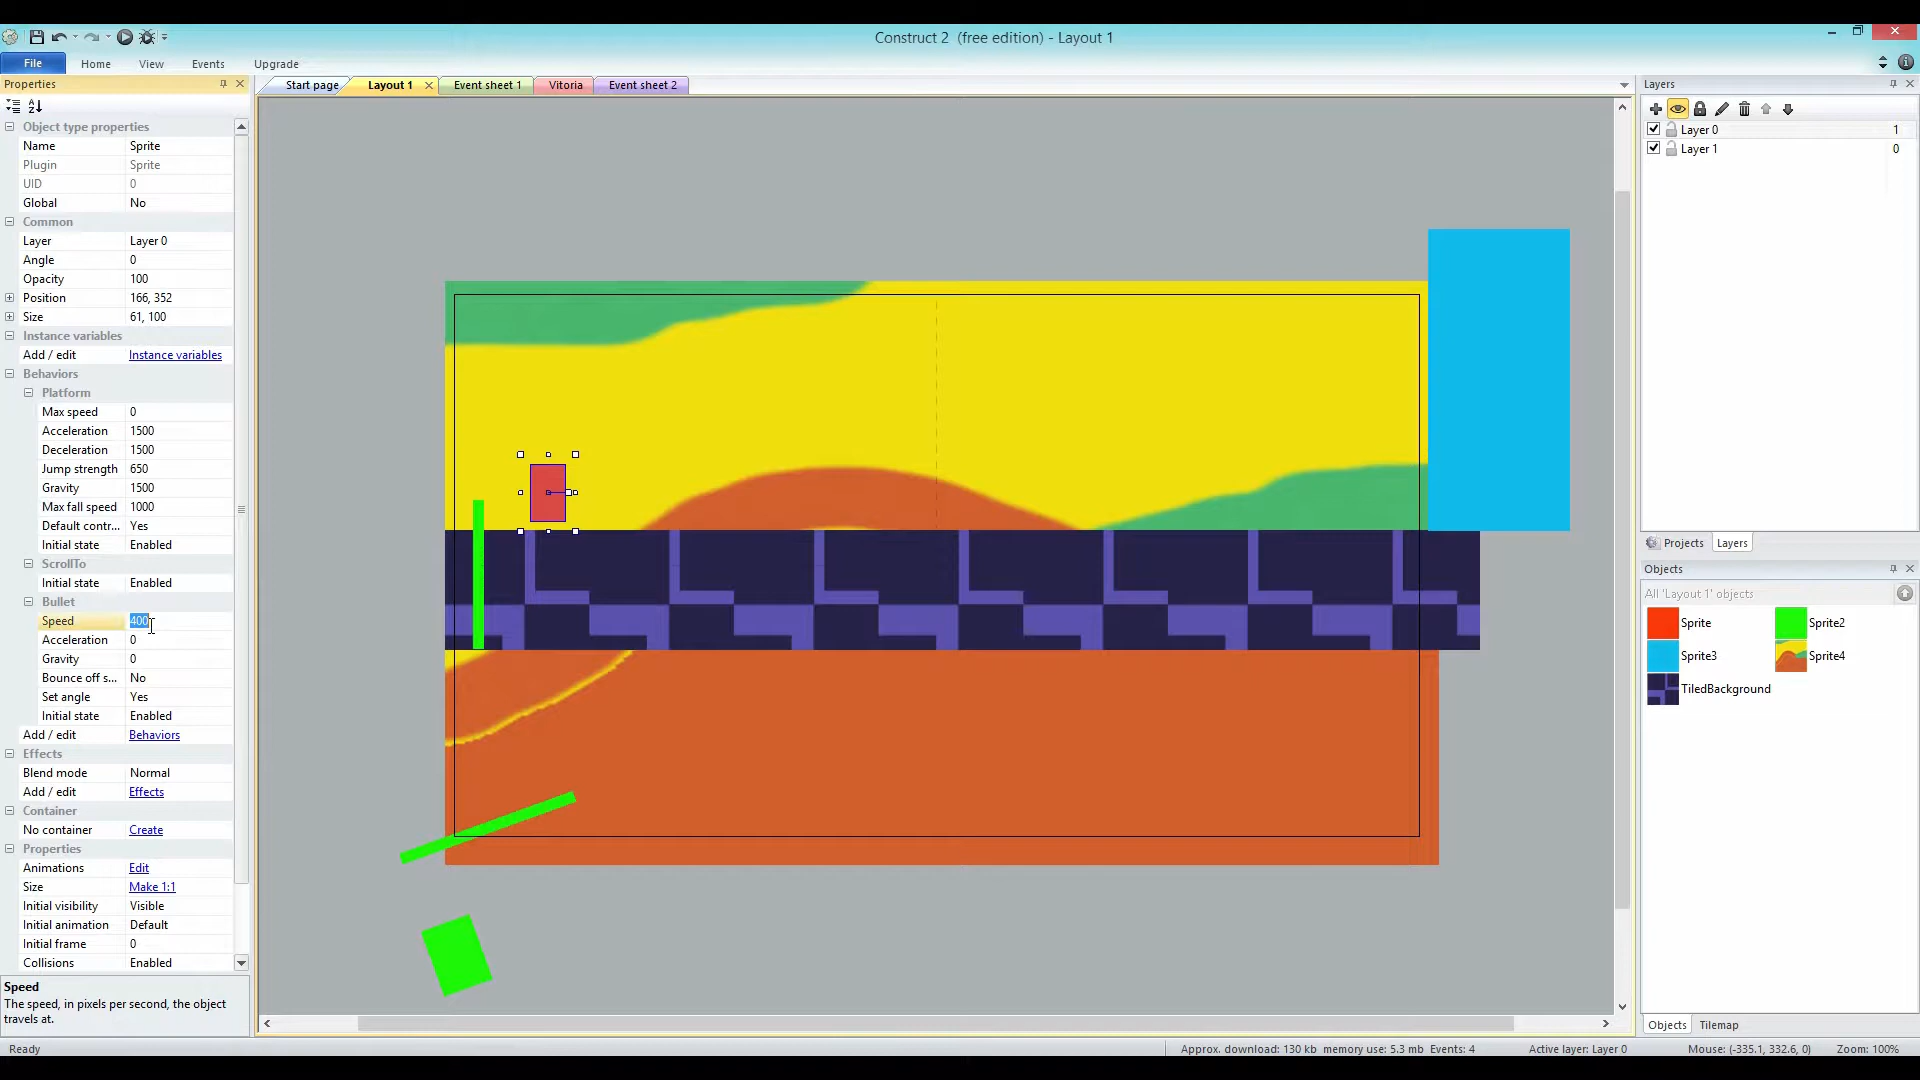 Construct 2 (free edition) - Layout 1
File Home View Events Upgrade
Properties
Start page Layout 1 Event sheet 1 Vitoria Event sheet 2
Object type properties
Name Sprite
Plugin Sprite
UID 0
Global No
Common
Layer Layer 0
Angle 0
Opacity 100
Position 166, 352
Size 61, 100
Instance variables
Add / edit Instance variables
Behaviors
Platform
Max speed 0
Acceleration 1500
Deceleration 1500
Jump strength 650
Gravity 1500
Max fall speed 1000
Default contr... Yes
Initial state Enabled
ScrollTo
Initial state Enabled
Bullet
Speed 400
Acceleration 0
Gravity 0
Bounce off s... No
Set angle Yes
Initial state Enabled
Add / edit Behaviors
Effects
Blend mode Normal
Add / edit Effects
Container
No container Create
Properties
Animations Edit
Size Make 1:1
Initial visibility Visible
Initial animation Default
Initial frame 0
Collisions Enabled
Speed
The speed, in pixels per second, the object
travels at.
Layers
Layer 0 1
Layer 1 0
Projects Layers
Objects
All 'Layout 1' objects
Sprite Sprite2
Sprite3 Sprite4
TiledBackground
Objects Tilemap
Ready Approx. download: 130 kb memory use: 5.3 mb Events: 4 Active layer: Layer 0 Mouse: (-335.1, 332.6, 0) Zoom: 100%